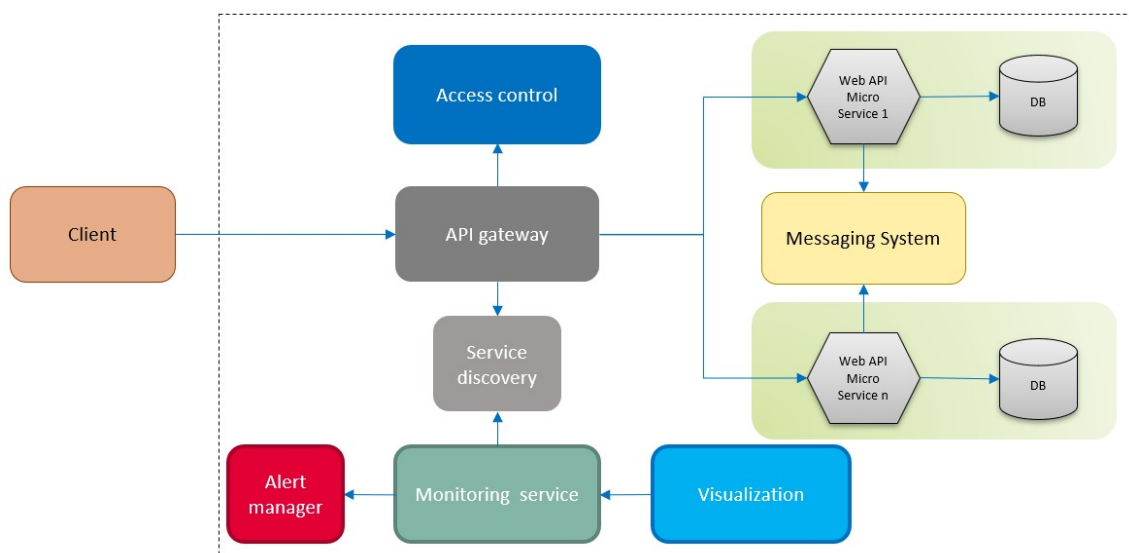 Access control
Web API
Micro
Service 1
DB
Client
API gateway
Messaging System
Service
discovery
Web API
Micro
Service n
DB
Alert
manager
Monitoring service
Visualization